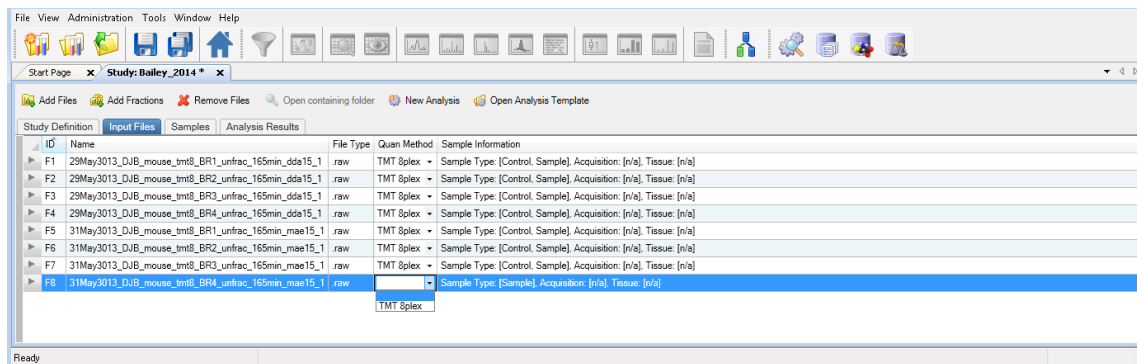 File View Administration Tools Window Help
Start Page x Study: Bailey_2014 * x
Add Files Add Fractions Remove Files Open containing folder New Analysis Open Analysis Template
Study Definition Input Files Samples Analysis Results
ID Name File Type Quan Method Sample Information
F1 29May3013_DJB_mouse_tmt8_BR1_unfrac_165min_dda15_1 .raw TMT 8plex Sample Type: [Control, Sample], Acquisition: [n/a], Tissue: [n/a]
F2 29May3013_DJB_mouse_tmt8_BR2_unfrac_165min_dda15_1 .raw TMT 8plex Sample Type: [Control, Sample], Acquisition: [n/a], Tissue: [n/a]
F3 29May3013_DJB_mouse_tmt8_BR3_unfrac_165min_dda15_1 .raw TMT 8plex Sample Type: [Control, Sample], Acquisition: [n/a], Tissue: [n/a]
F4 29May3013_DJB_mouse_tmt8_BR4_unfrac_165min_dda15_1 .raw TMT 8plex Sample Type: [Control, Sample], Acquisition: [n/a], Tissue: [n/a]
F5 31May3013_DJB_mouse_tmt8_BR1_unfrac_165min_mae15_1 .raw TMT 8plex Sample Type: [Control, Sample], Acquisition: [n/a], Tissue: [n/a]
F6 31May3013_DJB_mouse_tmt8_BR2_unfrac_165min_mae15_1 .raw TMT 8plex Sample Type: [Control, Sample], Acquisition: [n/a], Tissue: [n/a]
F7 31May3013_DJB_mouse_tmt8_BR3_unfrac_165min_mae15_1 .raw TMT 8plex Sample Type: [Control, Sample], Acquisition: [n/a], Tissue: [n/a]
F8 31May3013_DJB_mouse_tmt8_BR4_unfrac_165min_mae15_1 .raw Sample Type: [Sample], Acquisition: [n/a], Tissue: [n/a]
TMT 8plex
Ready